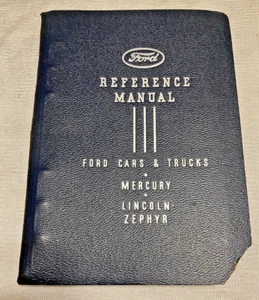 Ford
REFERENCE
MANUAL
FORD CARS & TRUCKS
MERCURY
LINCOLN-
ZEPHYR